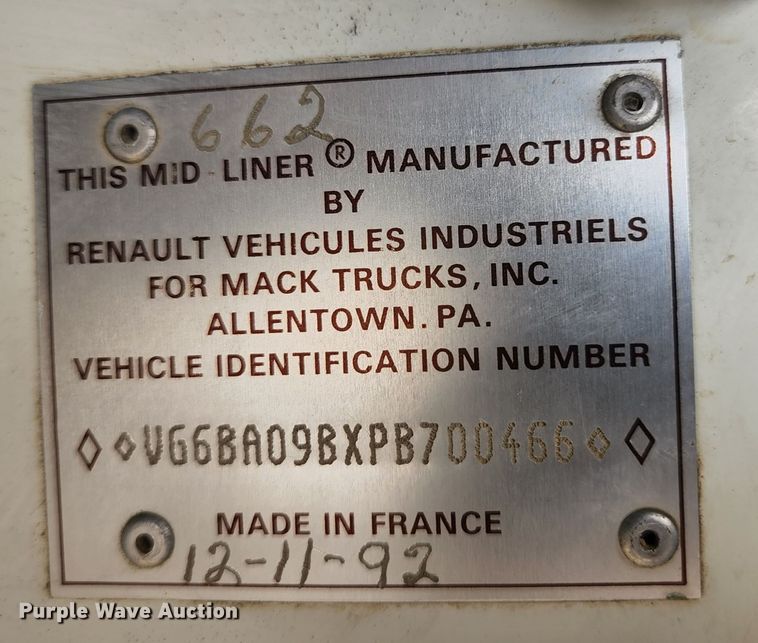 662
THIS MID-LINER® MANUFACTURED
BY
RENAULT VEHICULES INDUSTRIELS
FOR MACK TRUCKS, INC.
ALLENTOWN. PA.
VEHICLE IDENTIFICATION NUMBER
◇◇VG6BA09BXPB700466◇◇
MADE IN FRANCE
12-11-92
Purple Wave Auction